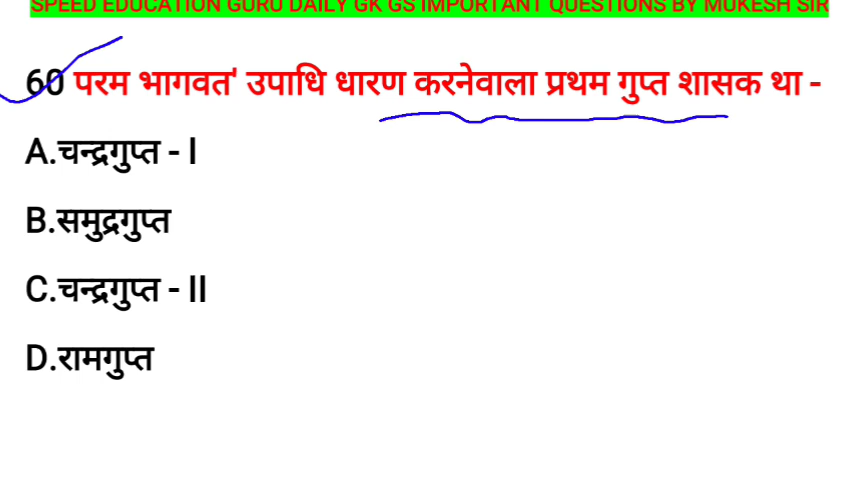 SPEED EDUCATION GURU DAILY GK GS IMPORTANT QUESTIONS BY MUKESH SIR
60 परम भागवत' उपाधि धारण करनेवाला प्रथम गुप्त शासक था -
A.चन्द्रगुप्त - I
B.समुद्रगुप्त
C.चन्द्रगुप्त - II
D.रामगुप्त